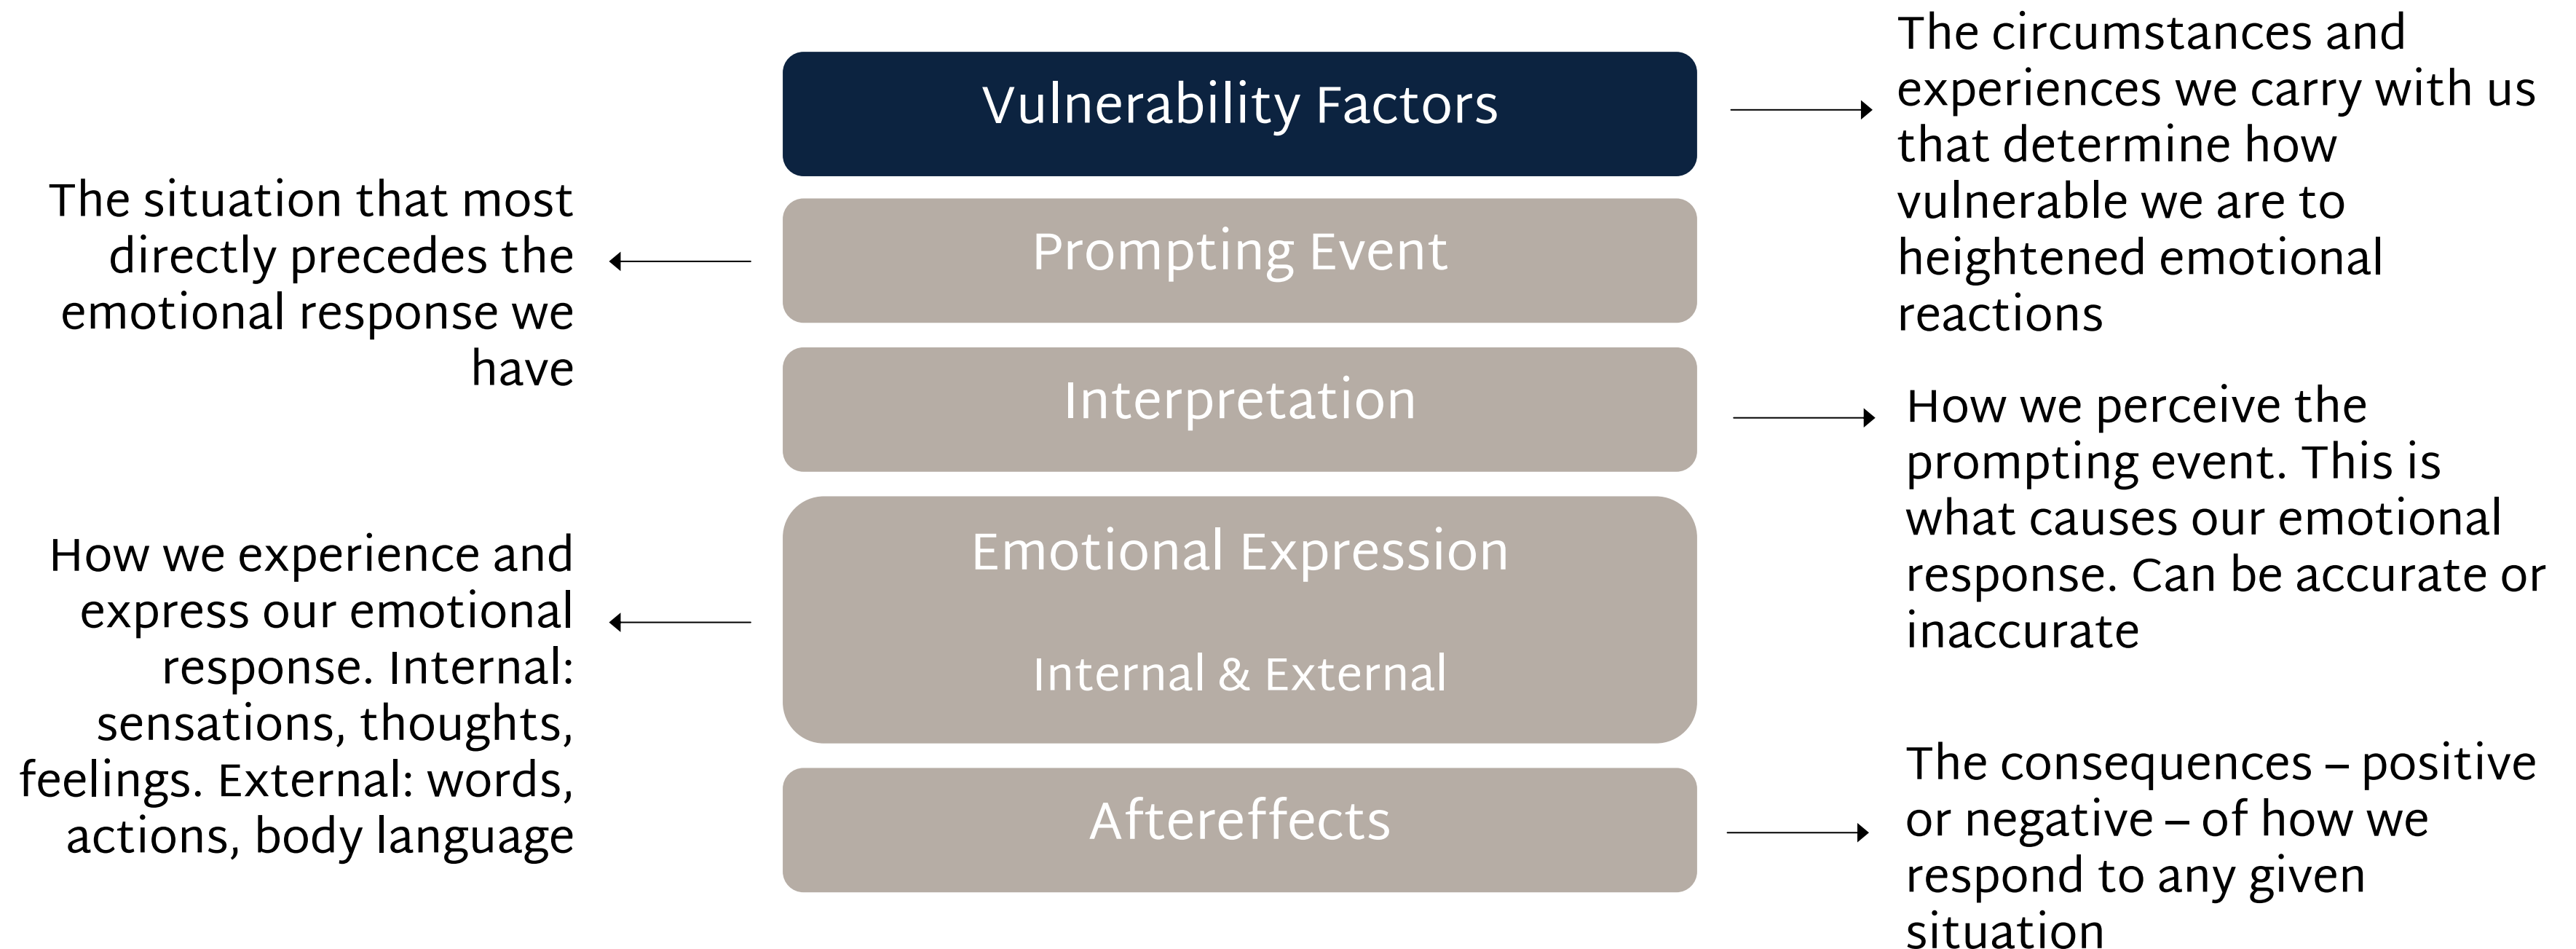 Vulnerability Factors
The circumstances and
experiences we carry with us
that determine how
vulnerable we are to
heightened emotional
reactions
Prompting Event
The situation that most
directly precedes the
emotional response we
have
Interpretation
How we perceive the
prompting event. This is
what causes our emotional
response. Can be accurate or
inaccurate
Emotional Expression
Internal & External
How we experience and
express our emotional
response. Internal:
sensations, thoughts,
feelings. External: words,
actions, body language
Aftereffects
The consequences – positive
or negative – of how we
respond to any given
situation